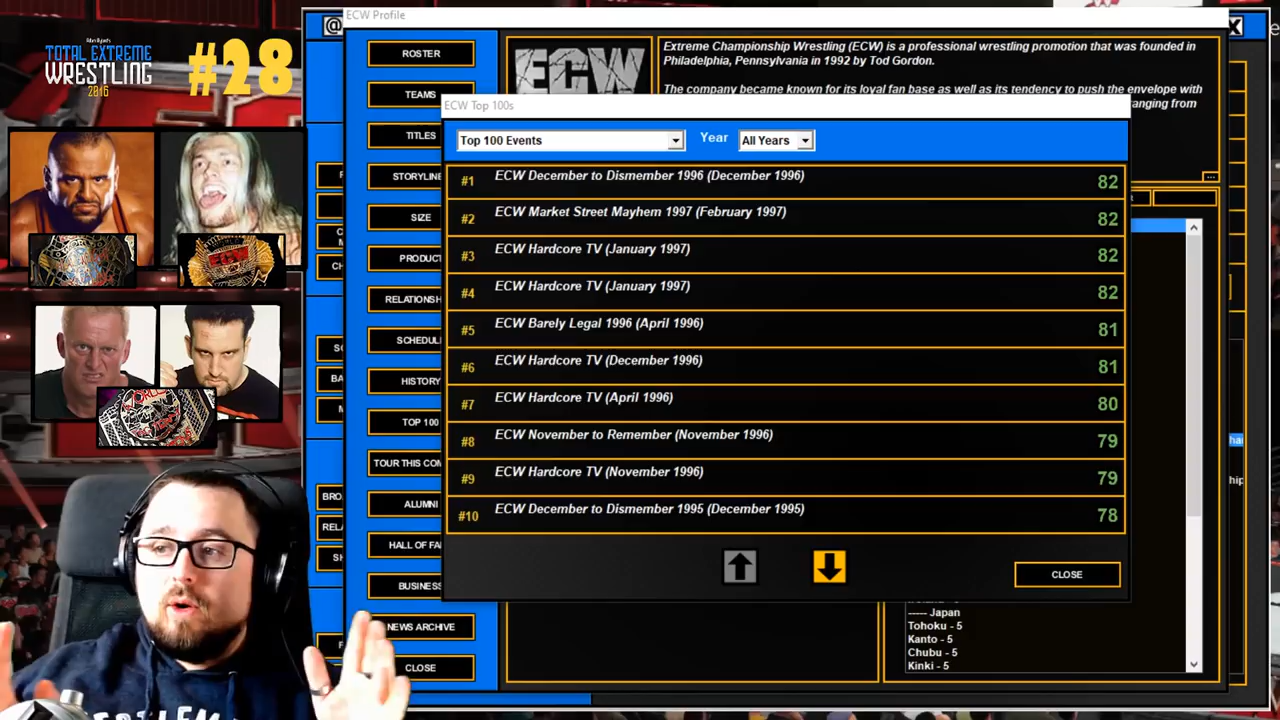 ECW Profile
TOTAL EXTREME
WRESTLING
2016
#28
@
X
ROSTER
TEAMS
TITLES
STORYLINE
SIZE
PRODUCT
RELATIONSH
SCHEDUL
HISTORY
TOP 100
TOUR THIS COM
ALUMNI
HALL OF FA
BUSINESS
NEWS ARCHIVE
CLOSE
ECW
Extreme Championship Wrestling (ECW) is a professional wrestling promotion that was founded in
Philadelphia, Pennsylvania in 1992 by Tod Gordon.
The company became known for its loyal fan base as well as its tendency to push the envelope with
ranging from
ECW Top 100s
Top 100 Events
Year
All Years
#1 ECW December to Dismember 1996 (December 1996) 82
#2 ECW Market Street Mayhem 1997 (February 1997) 82
#3 ECW Hardcore TV (January 1997) 82
#4 ECW Hardcore TV (January 1997) 82
#5 ECW Barely Legal 1996 (April 1996) 81
#6 ECW Hardcore TV (December 1996) 81
#7 ECW Hardcore TV (April 1996) 80
#8 ECW November to Remember (November 1996) 79
#9 ECW Hardcore TV (November 1996) 79
#10 ECW December to Dismember 1995 (December 1995) 78
CLOSE
BRO
REL
SH
----- Japan
Tohoku - 5
Kanto - 5
Chubu - 5
Kinki - 5